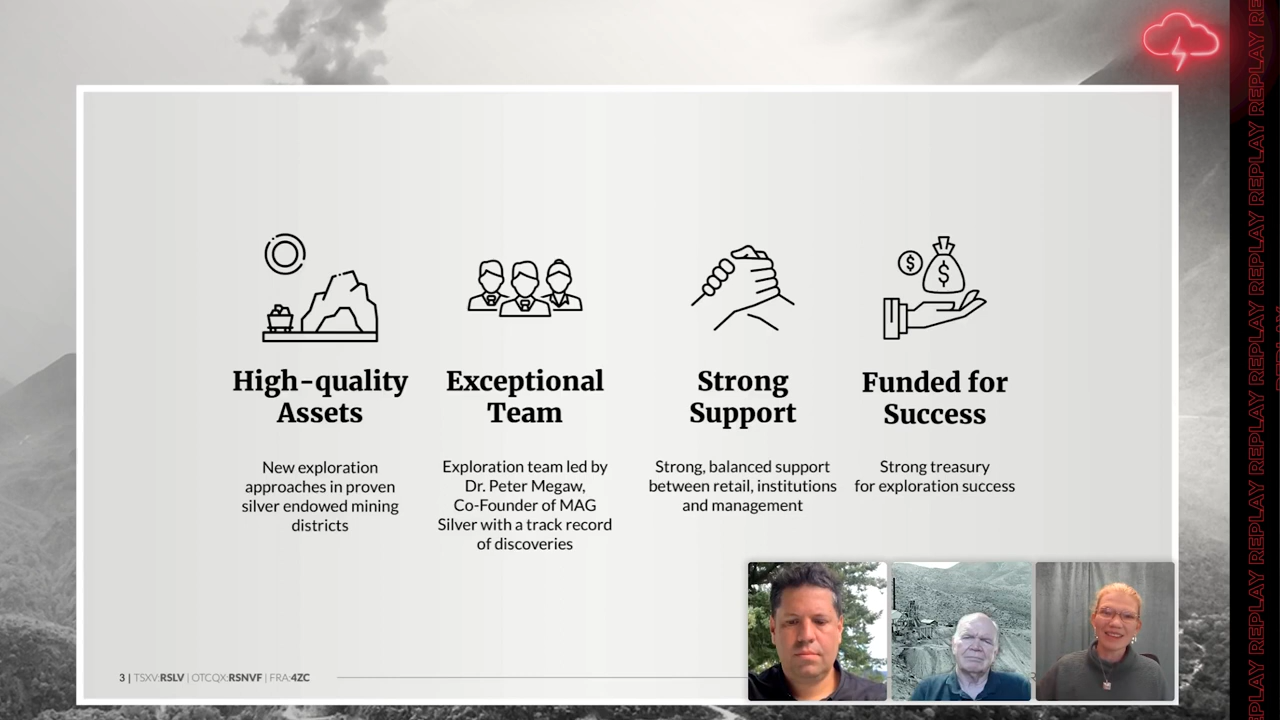 High-quality
Assets
New exploration
approaches in proven
silver endowed mining
districts
Exceptional
Team
Exploration team led by
Dr. Peter Megaw,
Co-Founder of MAG
Silver with a track record
of discoveries
Strong
Support
Strong, balanced support
between retail, institutions
and management
Funded for
Success
Strong treasury
for exploration success
$
$
3 | TSXV:RSLV | OTCQX:RSNVF | FRA:4ZC
REPLAY REPLAY REPLAY REPLAY REPLAY REPLAY REPLAY REPLAY